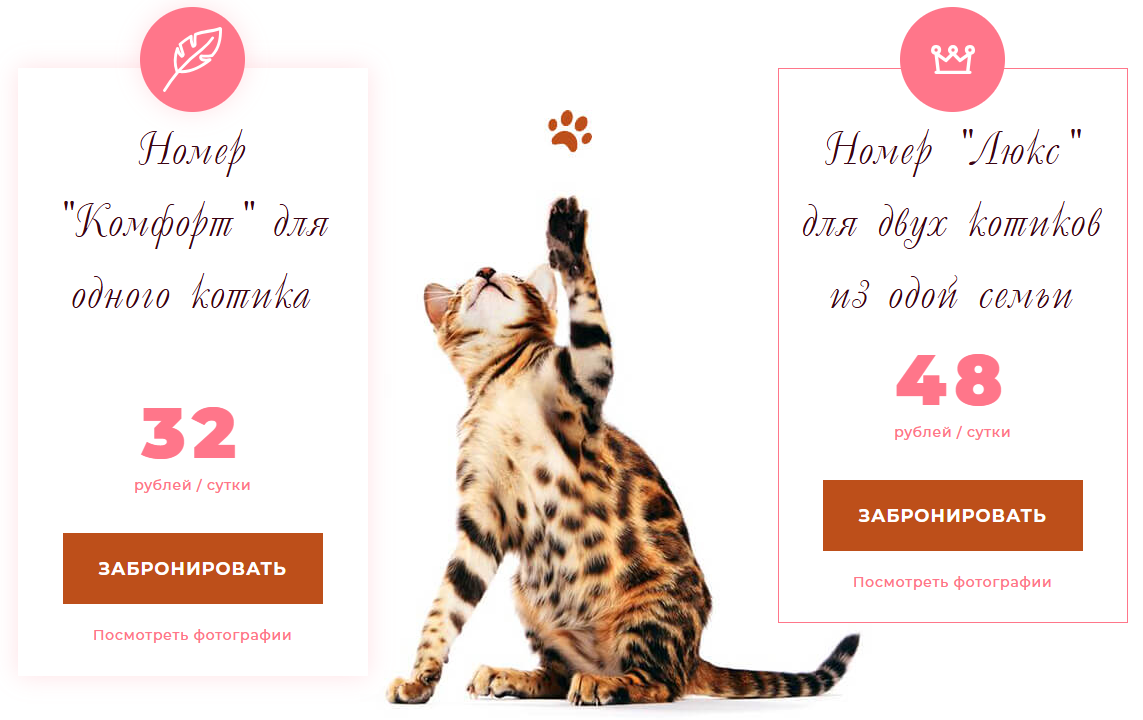 Номер
"Комфорт" для
одного котика
32
рублей / сутки
ЗАБРОНИРОВАТЬ
Посмотреть фотографии
Номер "Люкс"
для двух котиков
из одой семьи
48
рублей / сутки
ЗАБРОНИРОВАТЬ
Посмотреть фотографии